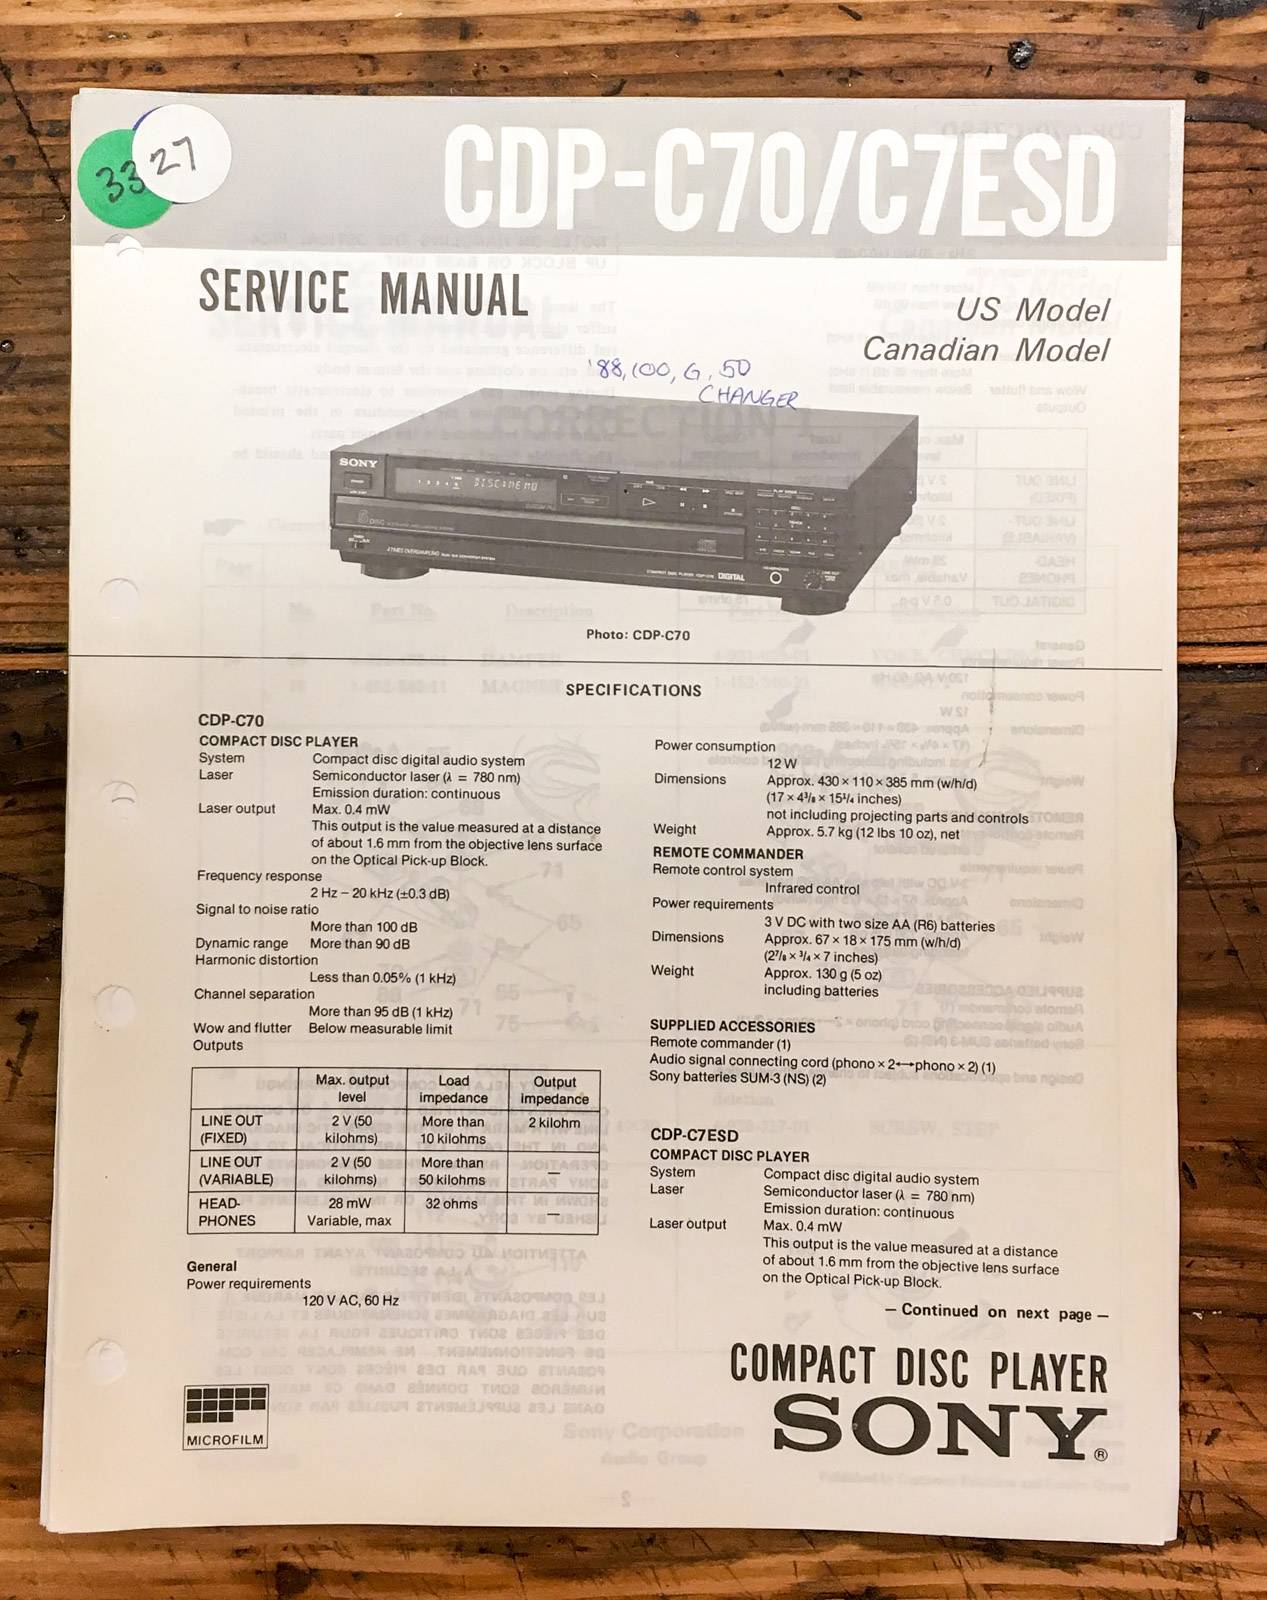 3327
CDP-C70/C7ESD
SERVICE MANUAL
US Model
Canadian Model
'88, 100, G, 5D
CHANGER
SONY
DISC:MEMO
DISC
4 TIMES OVERSAMPLING
DIGITAL
Photo: CDP-C70
SPECIFICATIONS
CDP-C70
COMPACT DISC PLAYER
System Compact disc digital audio system
Laser Semiconductor laser (λ = 780 nm)
Emission duration: continuous
Laser output Max. 0.4 mW
This output is the value measured at a distance
of about 1.6 mm from the objective lens surface
on the Optical Pick-up Block.
Frequency response
2 Hz – 20 kHz (±0.3 dB)
Signal to noise ratio
More than 100 dB
Dynamic range More than 90 dB
Harmonic distortion
Less than 0.05% (1 kHz)
Channel separation
More than 95 dB (1 kHz)
Wow and flutter Below measurable limit
Outputs
Max. output Load Output
level impedance impedance
LINE OUT 2 V (50 More than 2 kilohm
(FIXED) kilohms) 10 kilohms
LINE OUT 2 V (50 More than
(VARIABLE) kilohms) 50 kilohms —
HEAD- 28 mW 32 ohms
PHONES Variable, max —
General
Power requirements
120 V AC, 60 Hz
Power consumption
12 W
Dimensions Approx. 430 × 110 × 385 mm (w/h/d)
(17 × 4³/₈ × 15¹/₄ inches)
not including projecting parts and controls
Weight Approx. 5.7 kg (12 lbs 10 oz), net
REMOTE COMMANDER
Remote control system
Infrared control
Power requirements
3 V DC with two size AA (R6) batteries
Dimensions Approx. 67 × 18 × 175 mm (w/h/d)
(2⁷/₈ × ³/₄ × 7 inches)
Weight Approx. 130 g (5 oz)
including batteries
SUPPLIED ACCESSORIES
Remote commander (1)
Audio signal connecting cord (phono × 2↔phono × 2) (1)
Sony batteries SUM-3 (NS) (2)
CDP-C7ESD
COMPACT DISC PLAYER
System Compact disc digital audio system
Laser Semiconductor laser (λ = 780 nm)
Emission duration: continuous
Laser output Max. 0.4 mW
This output is the value measured at a distance
of about 1.6 mm from the objective lens surface
on the Optical Pick-up Block.
— Continued on next page —
MICROFILM
COMPACT DISC PLAYER
SONY®